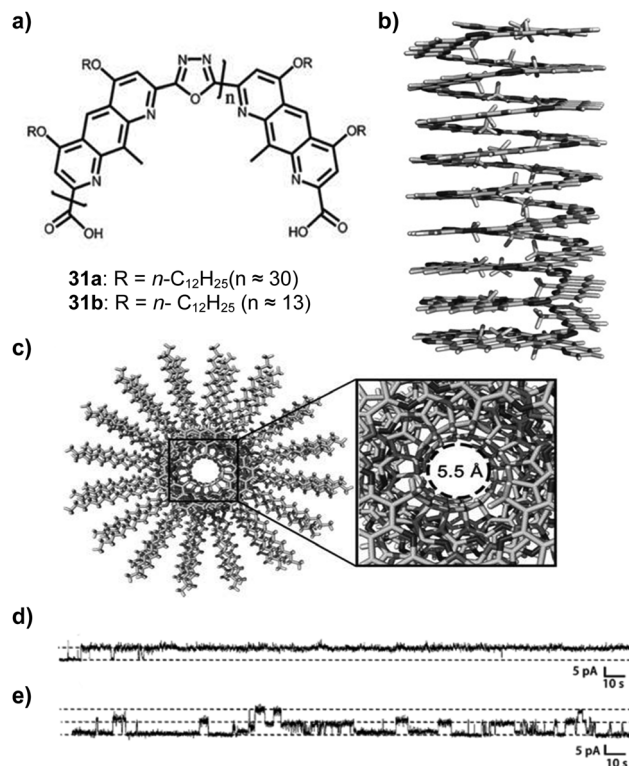 a)
b)
RO
N-N
OR
O
n
RO
N
N
OR
N
N
O
OH
HO
O
31a: R = n-C₁₂H₂₅(n ≈ 30)
31b: R = n- C₁₂H₂₅ (n ≈ 13)
c)
5.5 Å
d)
5 pA
10 s
e)
5 pA
10 s